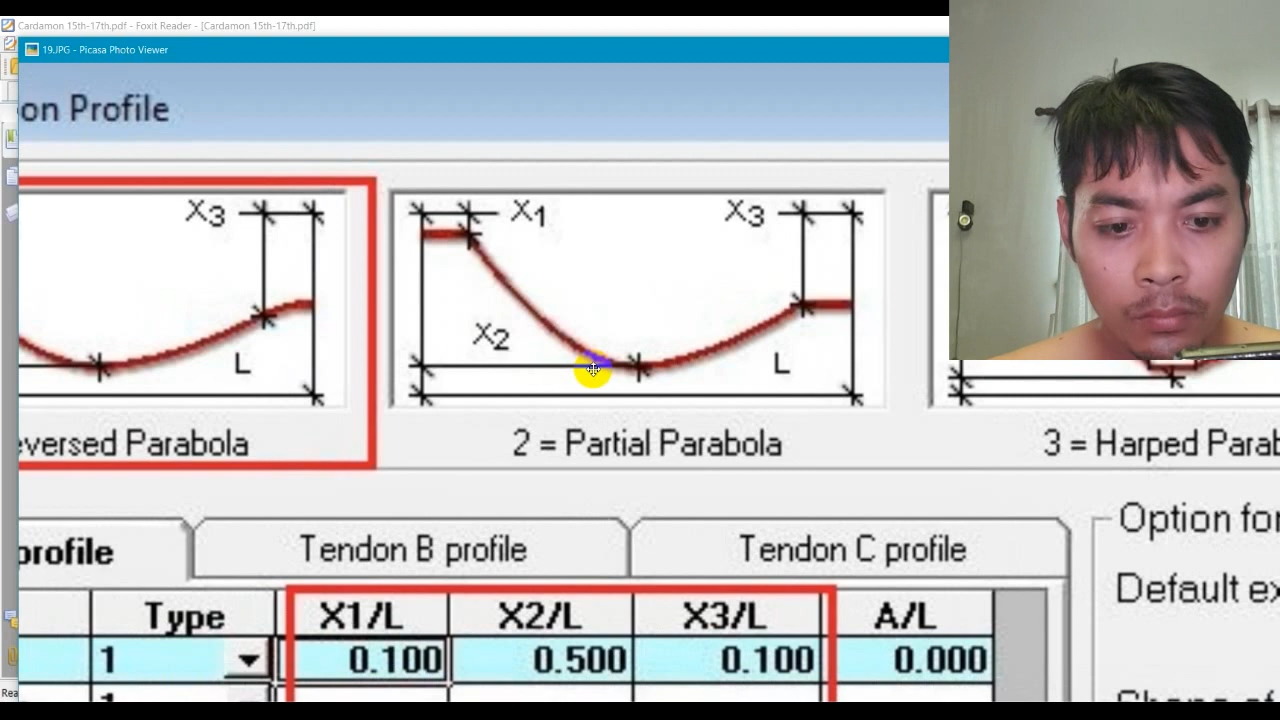 Cardamon 15th-17th.pdf - Foxit Reader - [Cardamon 15th-17th.pdf]
19.JPG - Picasa Photo Viewer
on Profile
X3
L
eversed Parabola
X1
X3
X2
L
2 = Partial Parabola
3 = Harped Parab
profile
Tendon B profile
Tendon C profile
Option for
Default ex
Type
X1/L
X2/L
X3/L
A/L
1
0.100
0.500
0.100
0.000
Rea